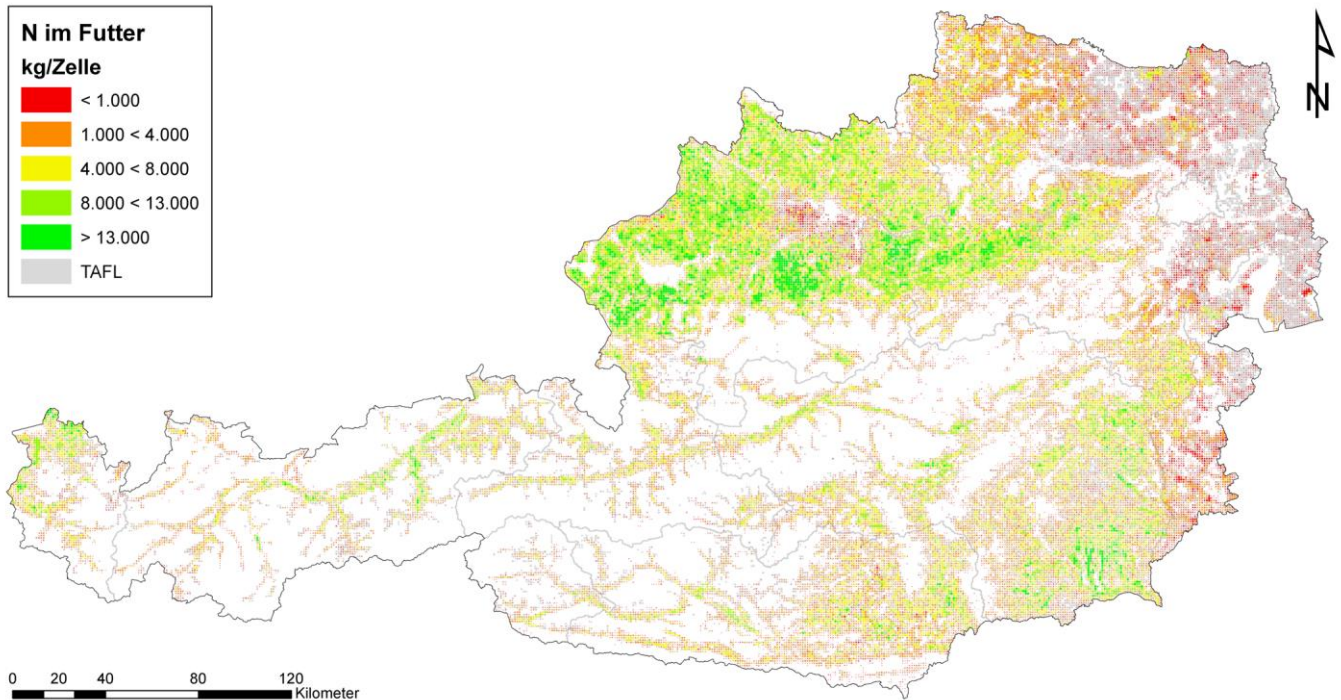 N im Futter
kg/Zelle
< 1.000
1.000 < 4.000
4.000 < 8.000
8.000 < 13.000
> 13.000
TAFL
N
0 20 40 80 120
Kilometer